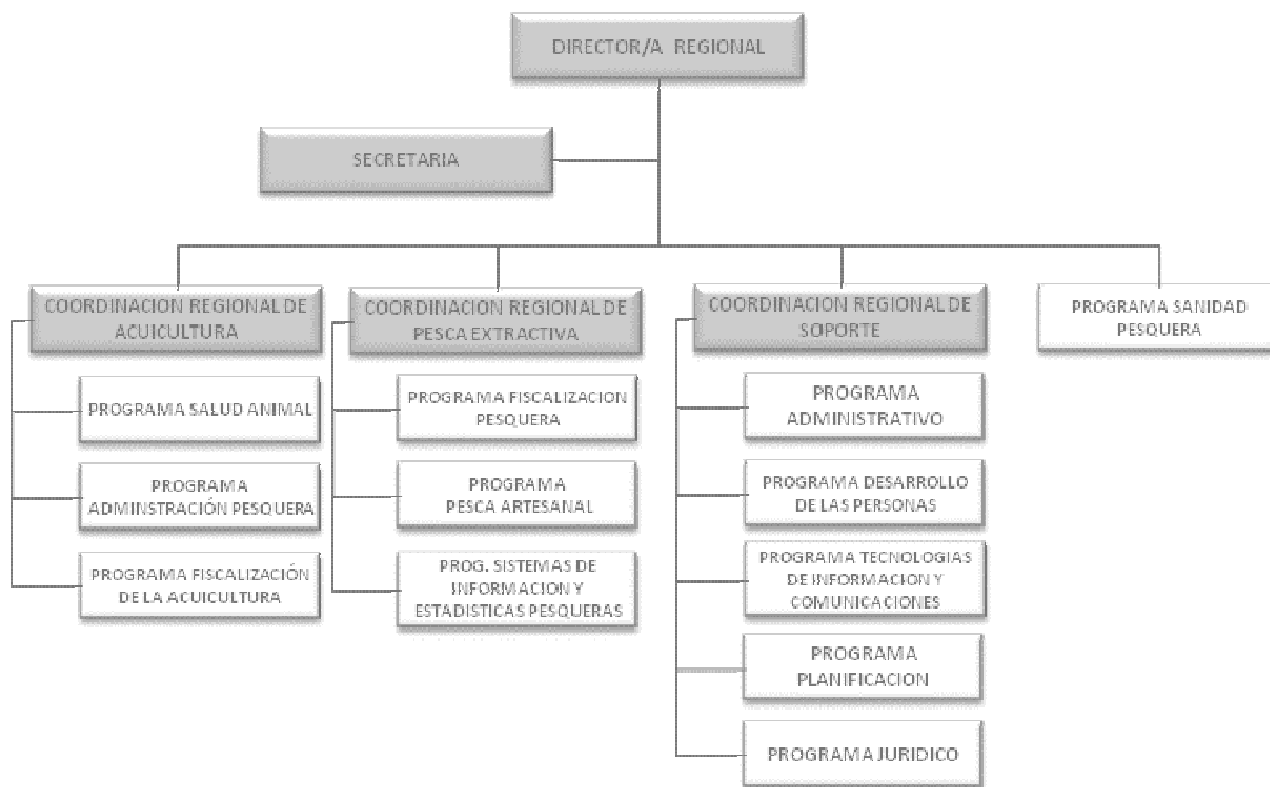 DIRECTOR/A REGIONAL
SECRETARIA
COORDINACION REGIONAL DE
ACUICULTURA
PROGRAMA SALUD ANIMAL
PROGRAMA
ADMINSTRACIÓN PESQUERA
PROGRAMA FISCALIZACIÓN
DE LA ACUICULTURA
COORDINACION REGIONAL DE
PESCA EXTRACTIVA
PROGRAMA FISCALIZACION
PESQUERA
PROGRAMA
PESCA ARTESANAL
PROG. SISTEMAS DE
INFORMACION Y
ESTADISTICAS PESQUERAS
COORDINACION REGIONAL DE
SOPORTE
PROGRAMA
ADMINISTRATIVO
PROGRAMA DESARROLLO
DE LAS PERSONAS
PROGRAMA TECNOLOGIAS
DE INFORMACION Y
COMUNICACIONES
PROGRAMA
PLANIFICACION
PROGRAMA JURIDICO
PROGRAMA SANIDAD
PESQUERA